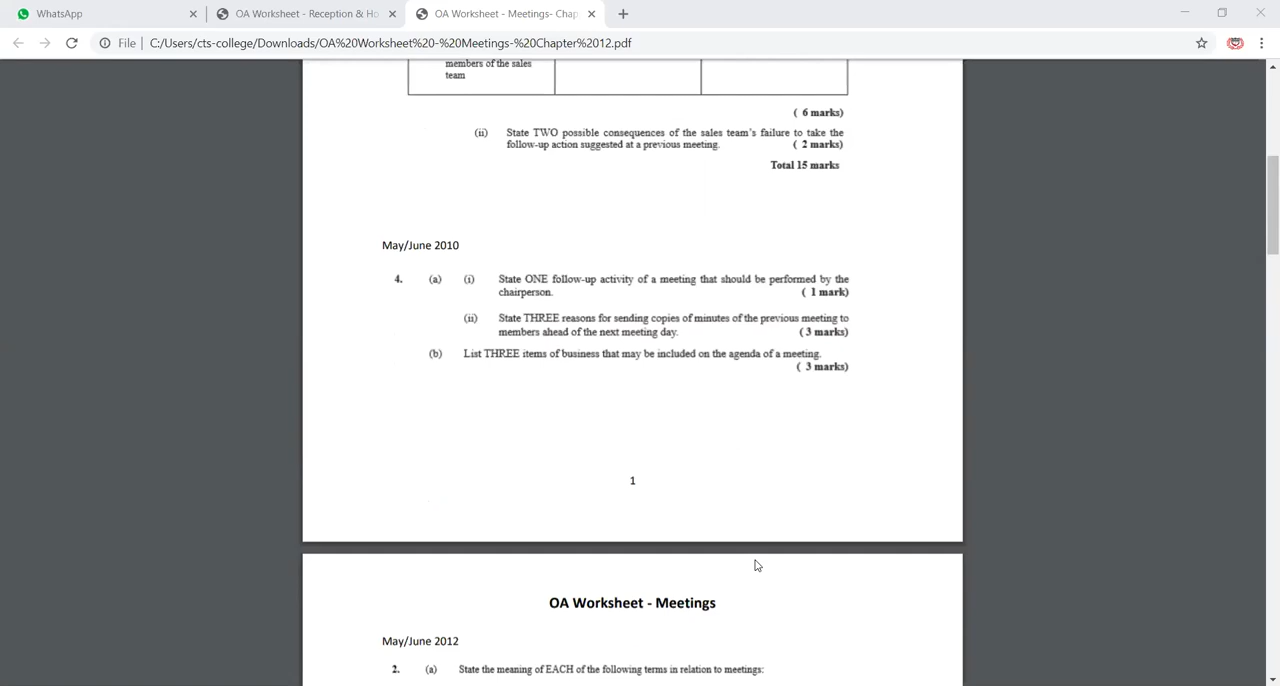 WhatsApp
OA Worksheet - Reception & Ho
OA Worksheet - Meetings- Chap
File
C:/Users/cts-college/Downloads/OA%20Worksheet%20-%20Meetings-%20Chapter%2012.pdf
members of the sales
team
( 6 marks)
(ii) State TWO possible consequences of the sales team's failure to take the
follow-up action suggested at a previous meeting. ( 2 marks)
Total 15 marks
May/June 2010
4. (a) (i) State ONE follow-up activity of a meeting that should be performed by the
chairperson. ( 1 mark)
(ii) State THREE reasons for sending copies of minutes of the previous meeting to
members ahead of the next meeting day. ( 3 marks)
(b) List THREE items of business that may be included on the agenda of a meeting.
( 3 marks)
1
OA Worksheet - Meetings
May/June 2012
2. (a) State the meaning of EACH of the following terms in relation to meetings: